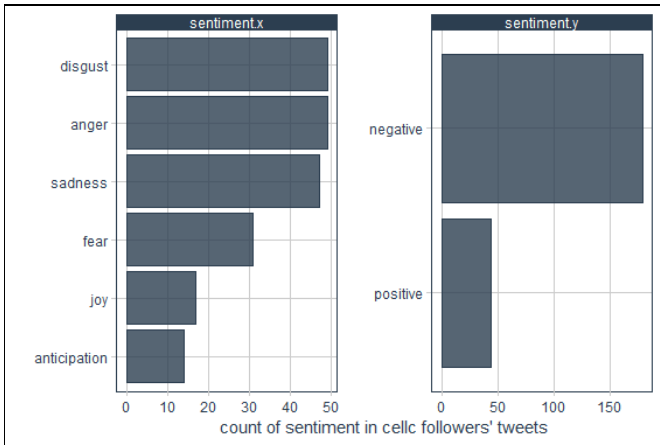 sentiment.x
disgust
anger
sadness
fear
joy
anticipation
0 10 20 30 40 50
sentiment.y
negative
positive
0 50 100 150
count of sentiment in cellc followers' tweets